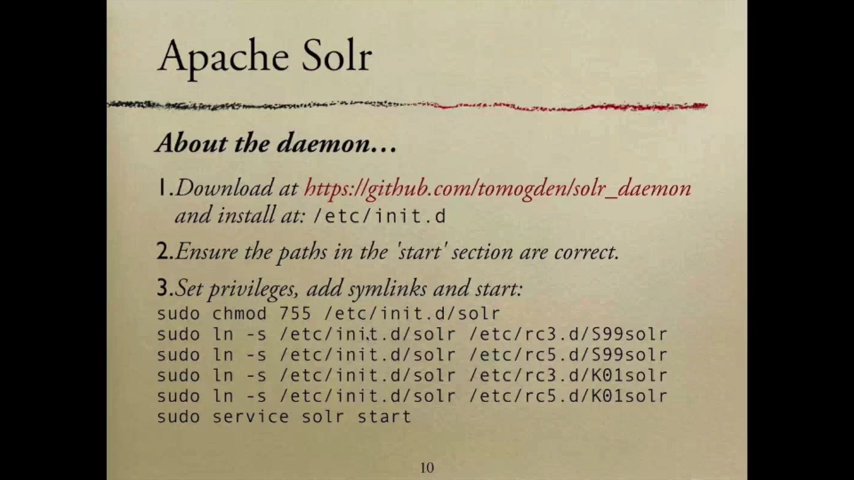 Apache Solr
About the daemon...
1.Download at https://github.com/tomogden/solr_daemon
and install at: /etc/init.d
2.Ensure the paths in the 'start' section are correct.
3.Set privileges, add symlinks and start:
sudo chmod 755 /etc/init.d/solr
sudo ln -s /etc/init.d/solr /etc/rc3.d/S99solr
sudo ln -s /etc/init.d/solr /etc/rc5.d/S99solr
sudo ln -s /etc/init.d/solr /etc/rc3.d/K01solr
sudo ln -s /etc/init.d/solr /etc/rc5.d/K01solr
sudo service solr start
10